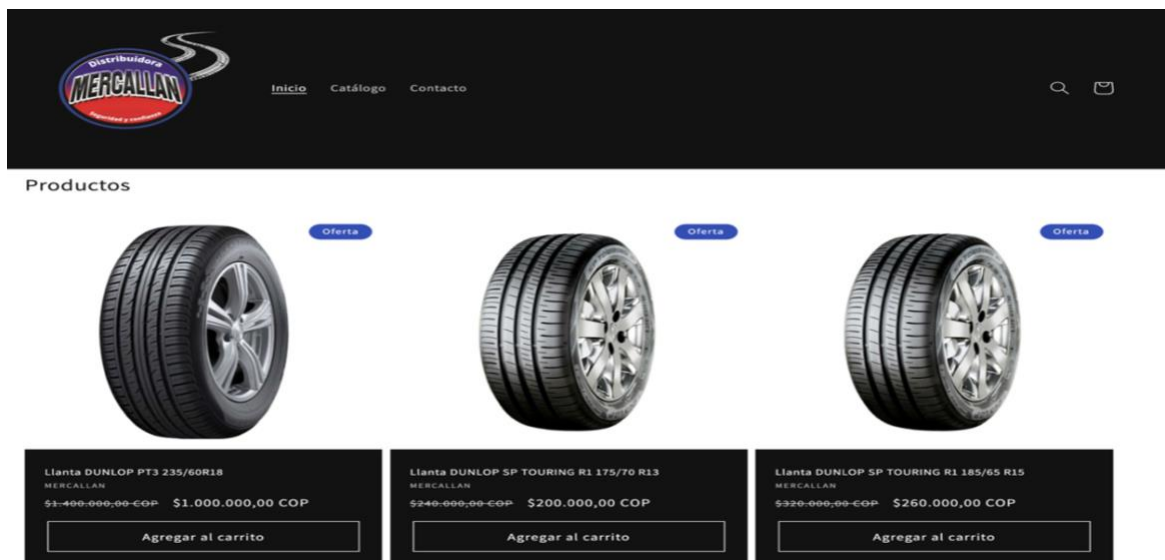 Distribuidora
MERCALLAN
Seguridad y confianza
Inicio Catálogo Contacto
Productos
Oferta Oferta Oferta
Llanta DUNLOP PT3 235/60R18
MERCALLAN
$1.400.000,00 COP $1.000.000,00 COP
Agregar al carrito
Llanta DUNLOP SP TOURING R1 175/70 R13
MERCALLAN
$240.000,00 COP $200.000,00 COP
Agregar al carrito
Llanta DUNLOP SP TOURING R1 185/65 R15
MERCALLAN
$320.000,00 COP $260.000,00 COP
Agregar al carrito